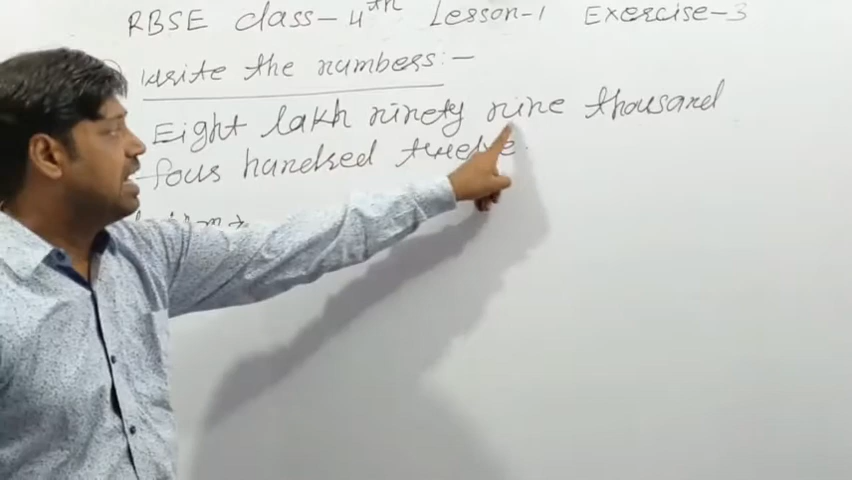 RBSE class-4th Lesson-1 Exercise-3
write the numbers:-
Eight lakh ninety nine thousand
four hundred twelve.